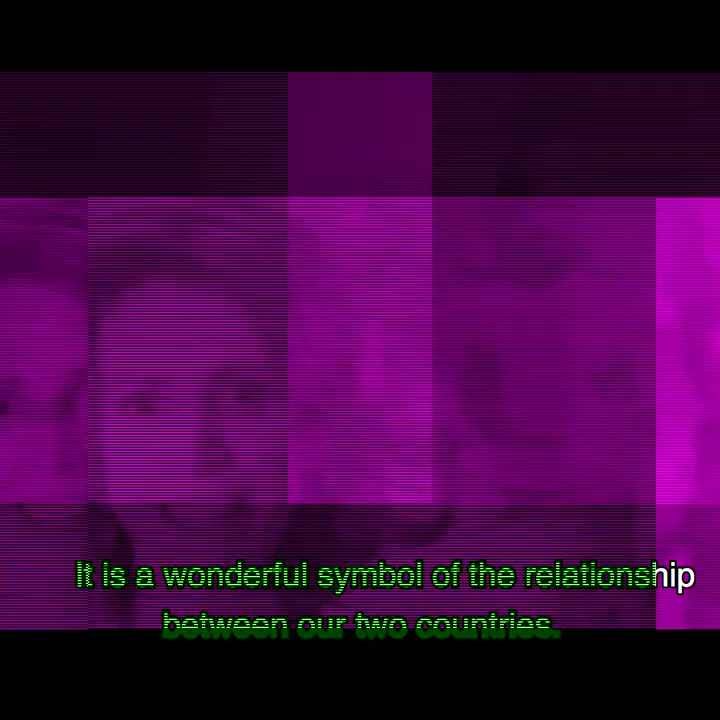 It is a wonderful symbol of the relationship
between our two countries.